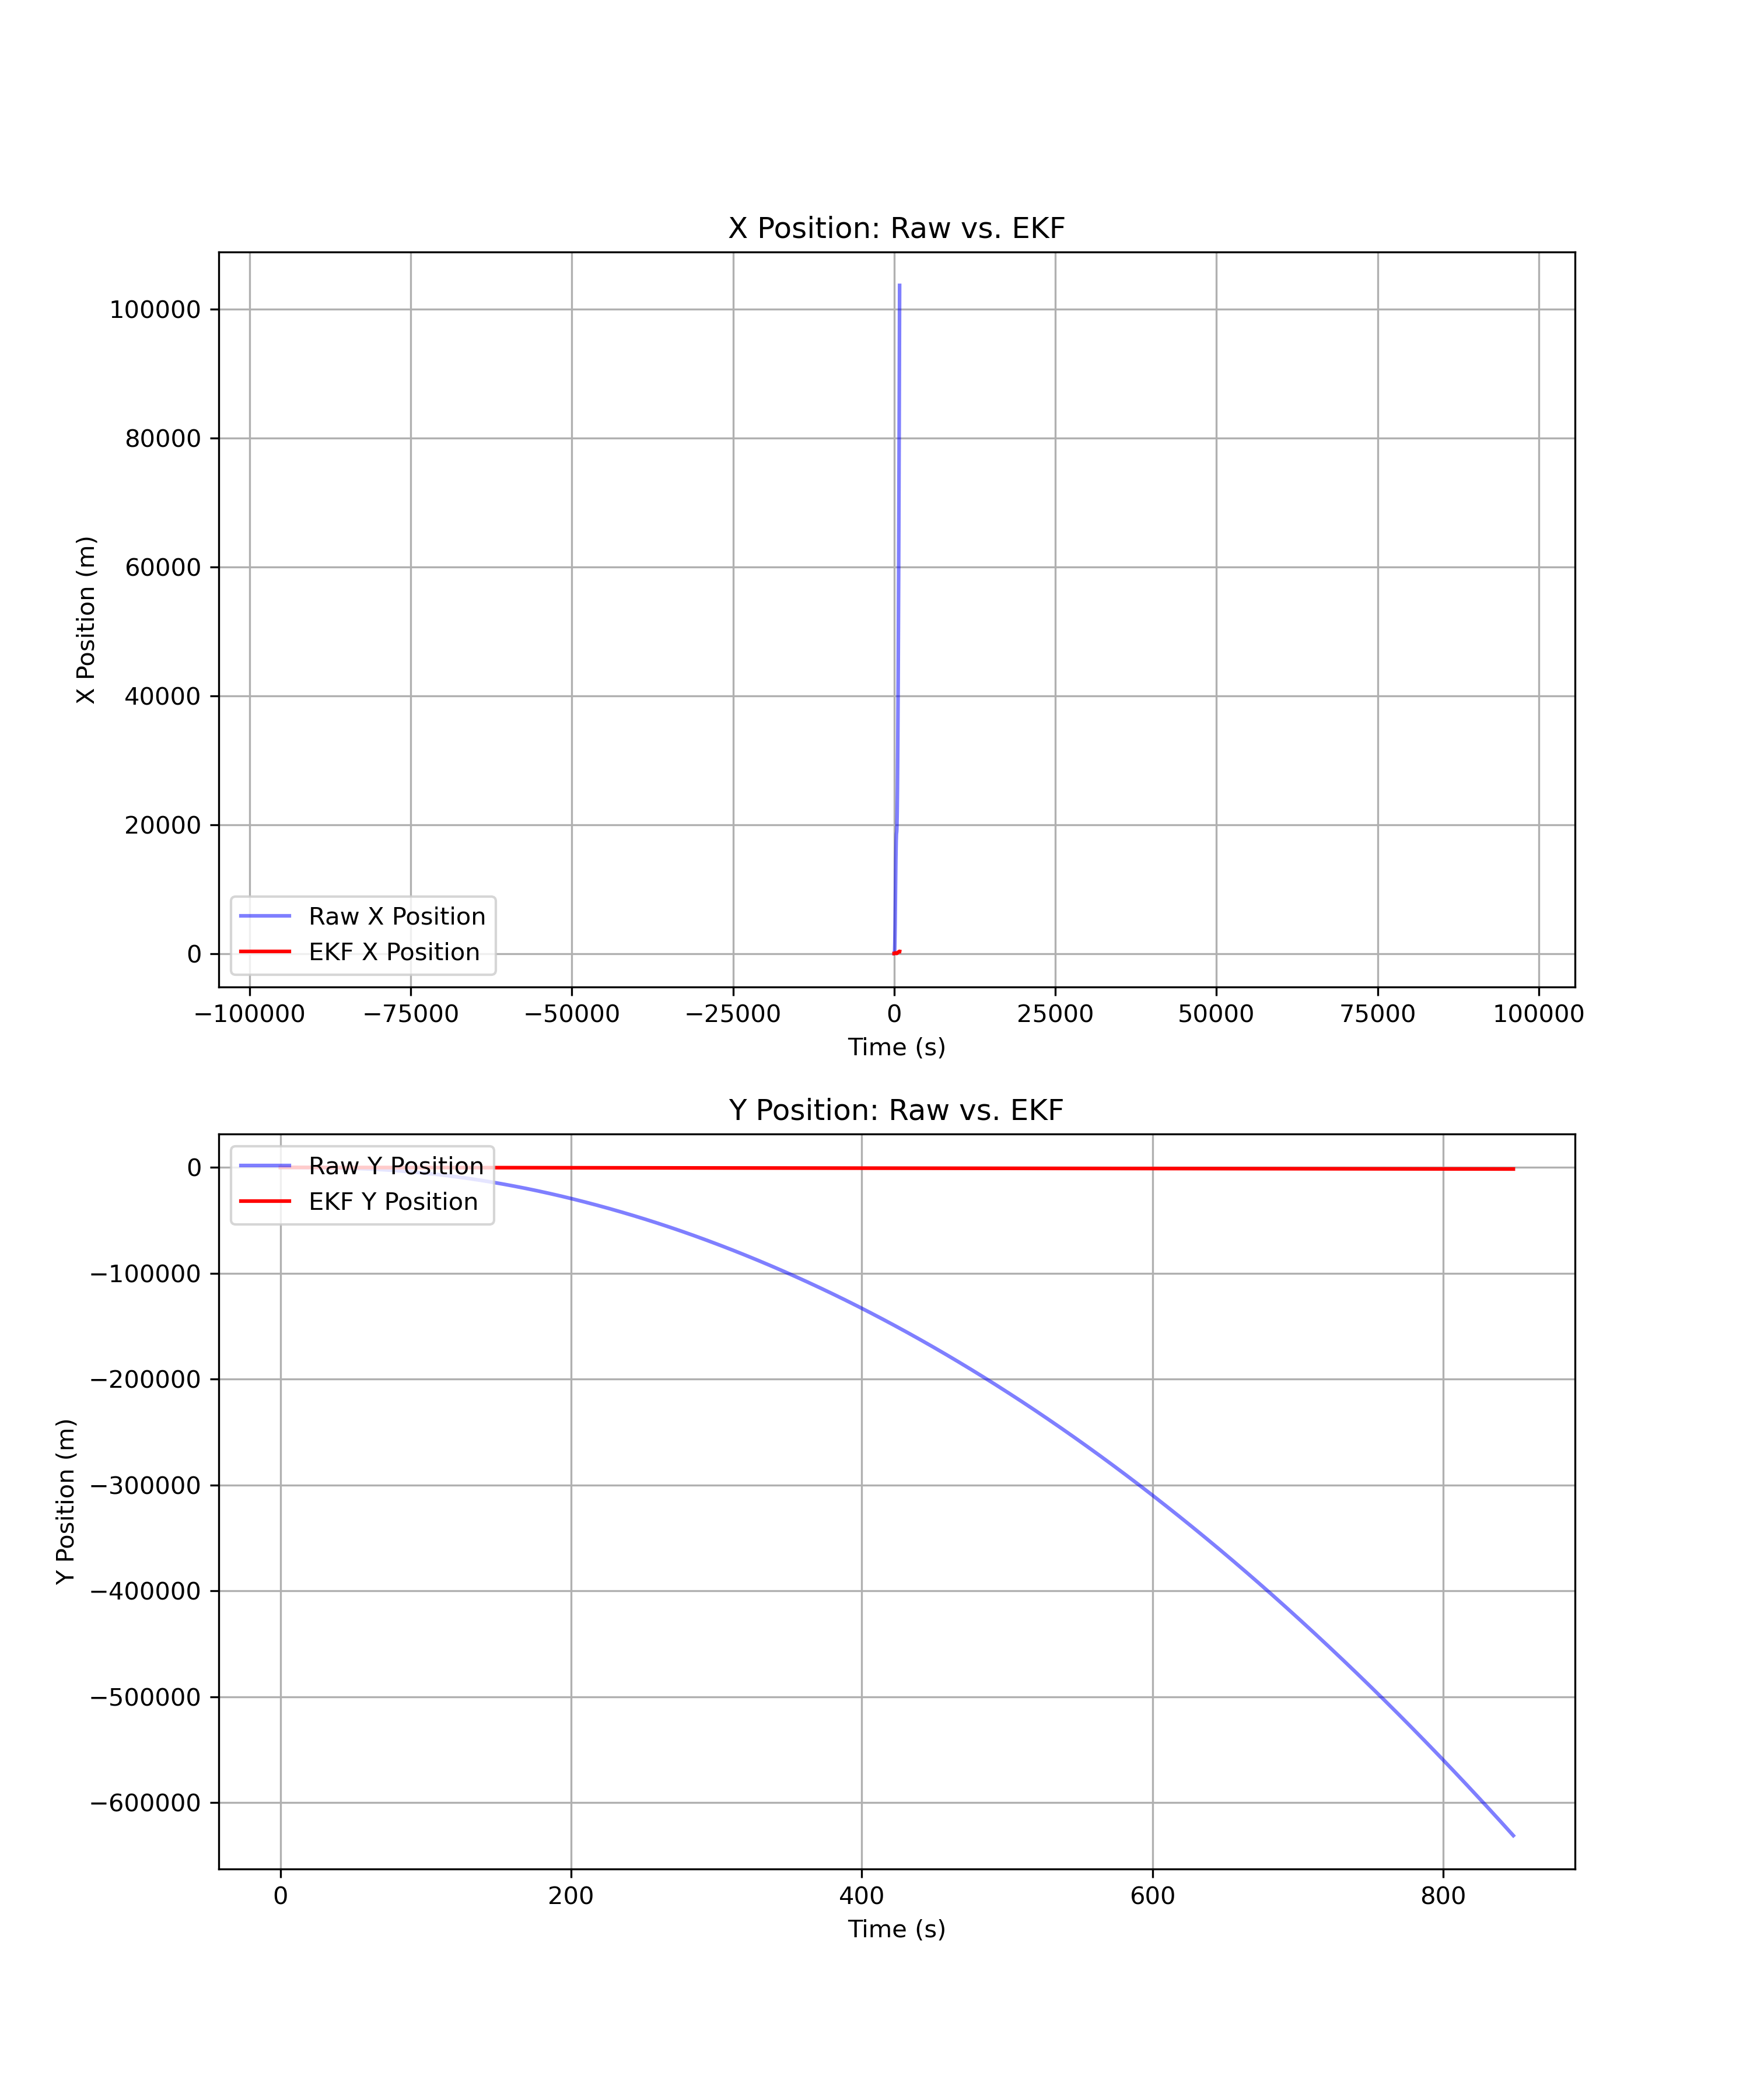 X Position: Raw vs. EKF
X Position (m)
100000
80000
60000
40000
20000
0
Raw X Position
EKF X Position
−100000 −75000 −50000 −25000 0 25000 50000 75000 100000
Time (s)
Y Position: Raw vs. EKF
Y Position (m)
0
−100000
−200000
−300000
−400000
−500000
−600000
Raw Y Position
EKF Y Position
0 200 400 600 800
Time (s)